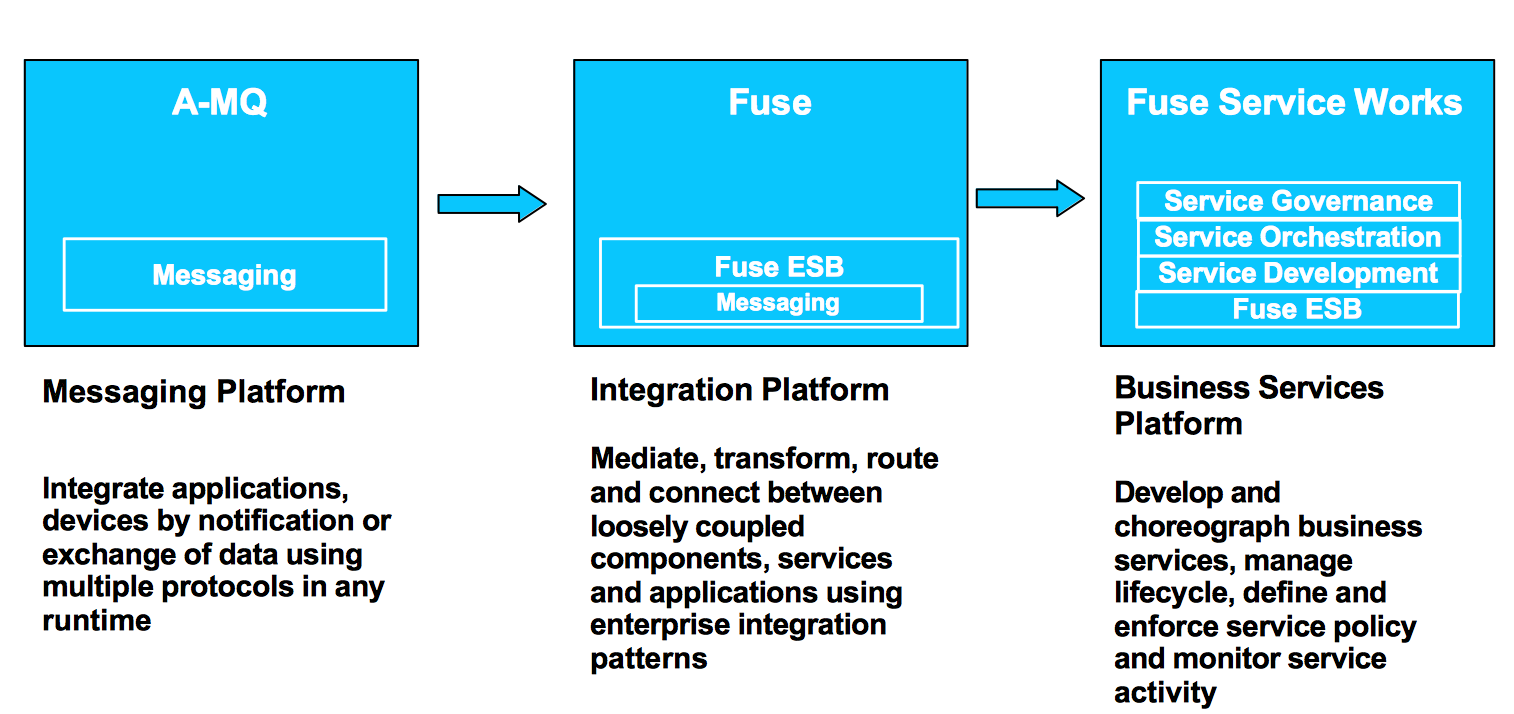 A-MQ
Messaging
Messaging Platform
Integrate applications,
devices by notification or
exchange of data using
multiple protocols in any
runtime
Fuse
Fuse ESB
Messaging
Integration Platform
Mediate, transform, route
and connect between
loosely coupled
components, services
and applications using
enterprise integration
patterns
Fuse Service Works
Service Governance
Service Orchestration
Service Development
Fuse ESB
Business Services
Platform
Develop and
choreograph business
services, manage
lifecycle, define and
enforce service policy
and monitor service
activity